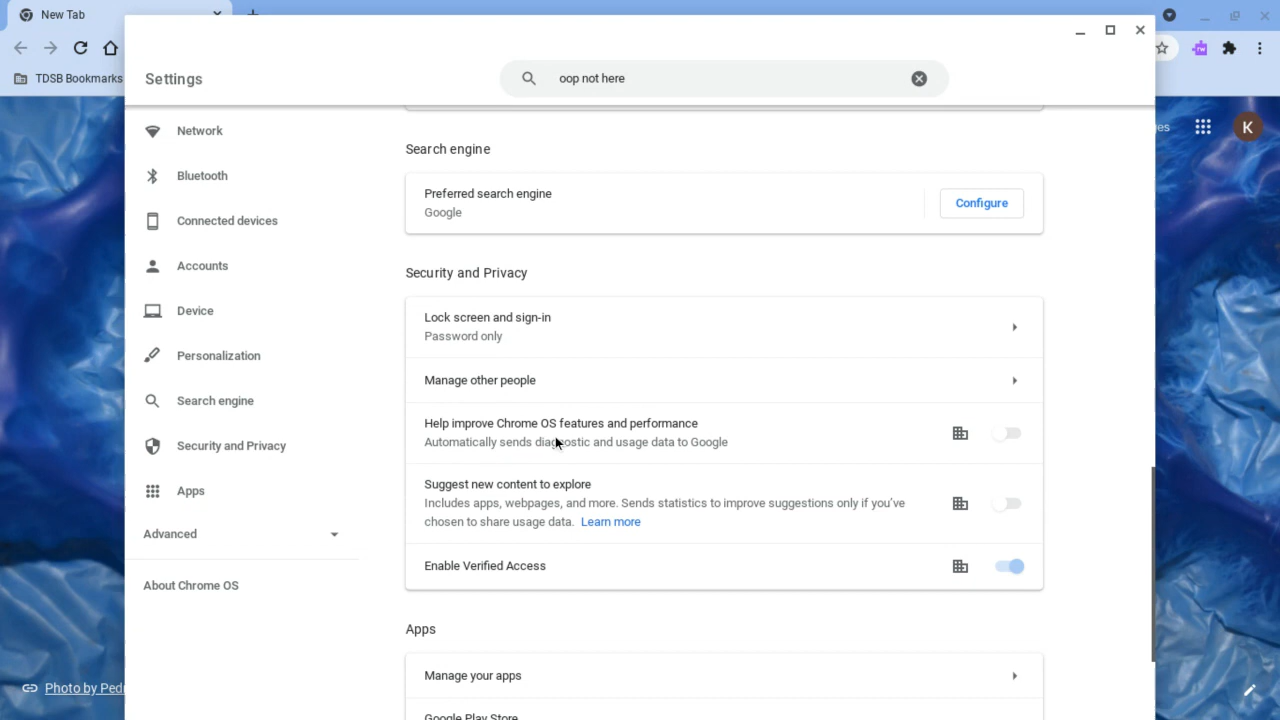 New Tab
TDSB Bookmarks
Settings
oop not here
Network
Bluetooth
Connected devices
Accounts
Device
Personalization
Search engine
Security and Privacy
Apps
Advanced
About Chrome OS
Search engine
Preferred search engine
Google
Configure
Security and Privacy
Lock screen and sign-in
Password only
Manage other people
Help improve Chrome OS features and performance
Automatically sends diagnostic and usage data to Google
Suggest new content to explore
Includes apps, webpages, and more. Sends statistics to improve suggestions only if you've
chosen to share usage data. Learn more
Enable Verified Access
Apps
Manage your apps
Google Play Store
es
K
Photo by Ped